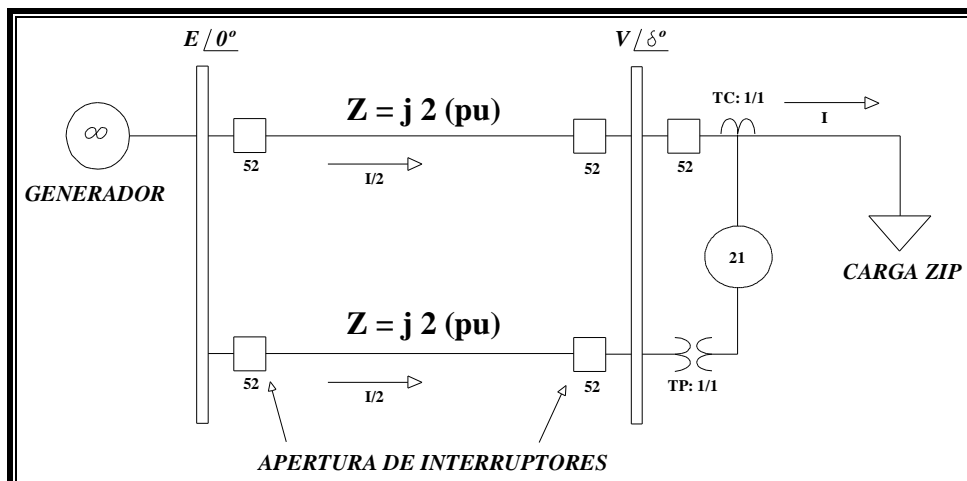 E /0º
V /δº
Z = j 2 (pu)
TC: 1/1
I
∞
52
52
52
I/2
GENERADOR
21
CARGA ZIP
Z = j 2 (pu)
52
52
TP: 1/1
I/2
APERTURA DE INTERRUPTORES